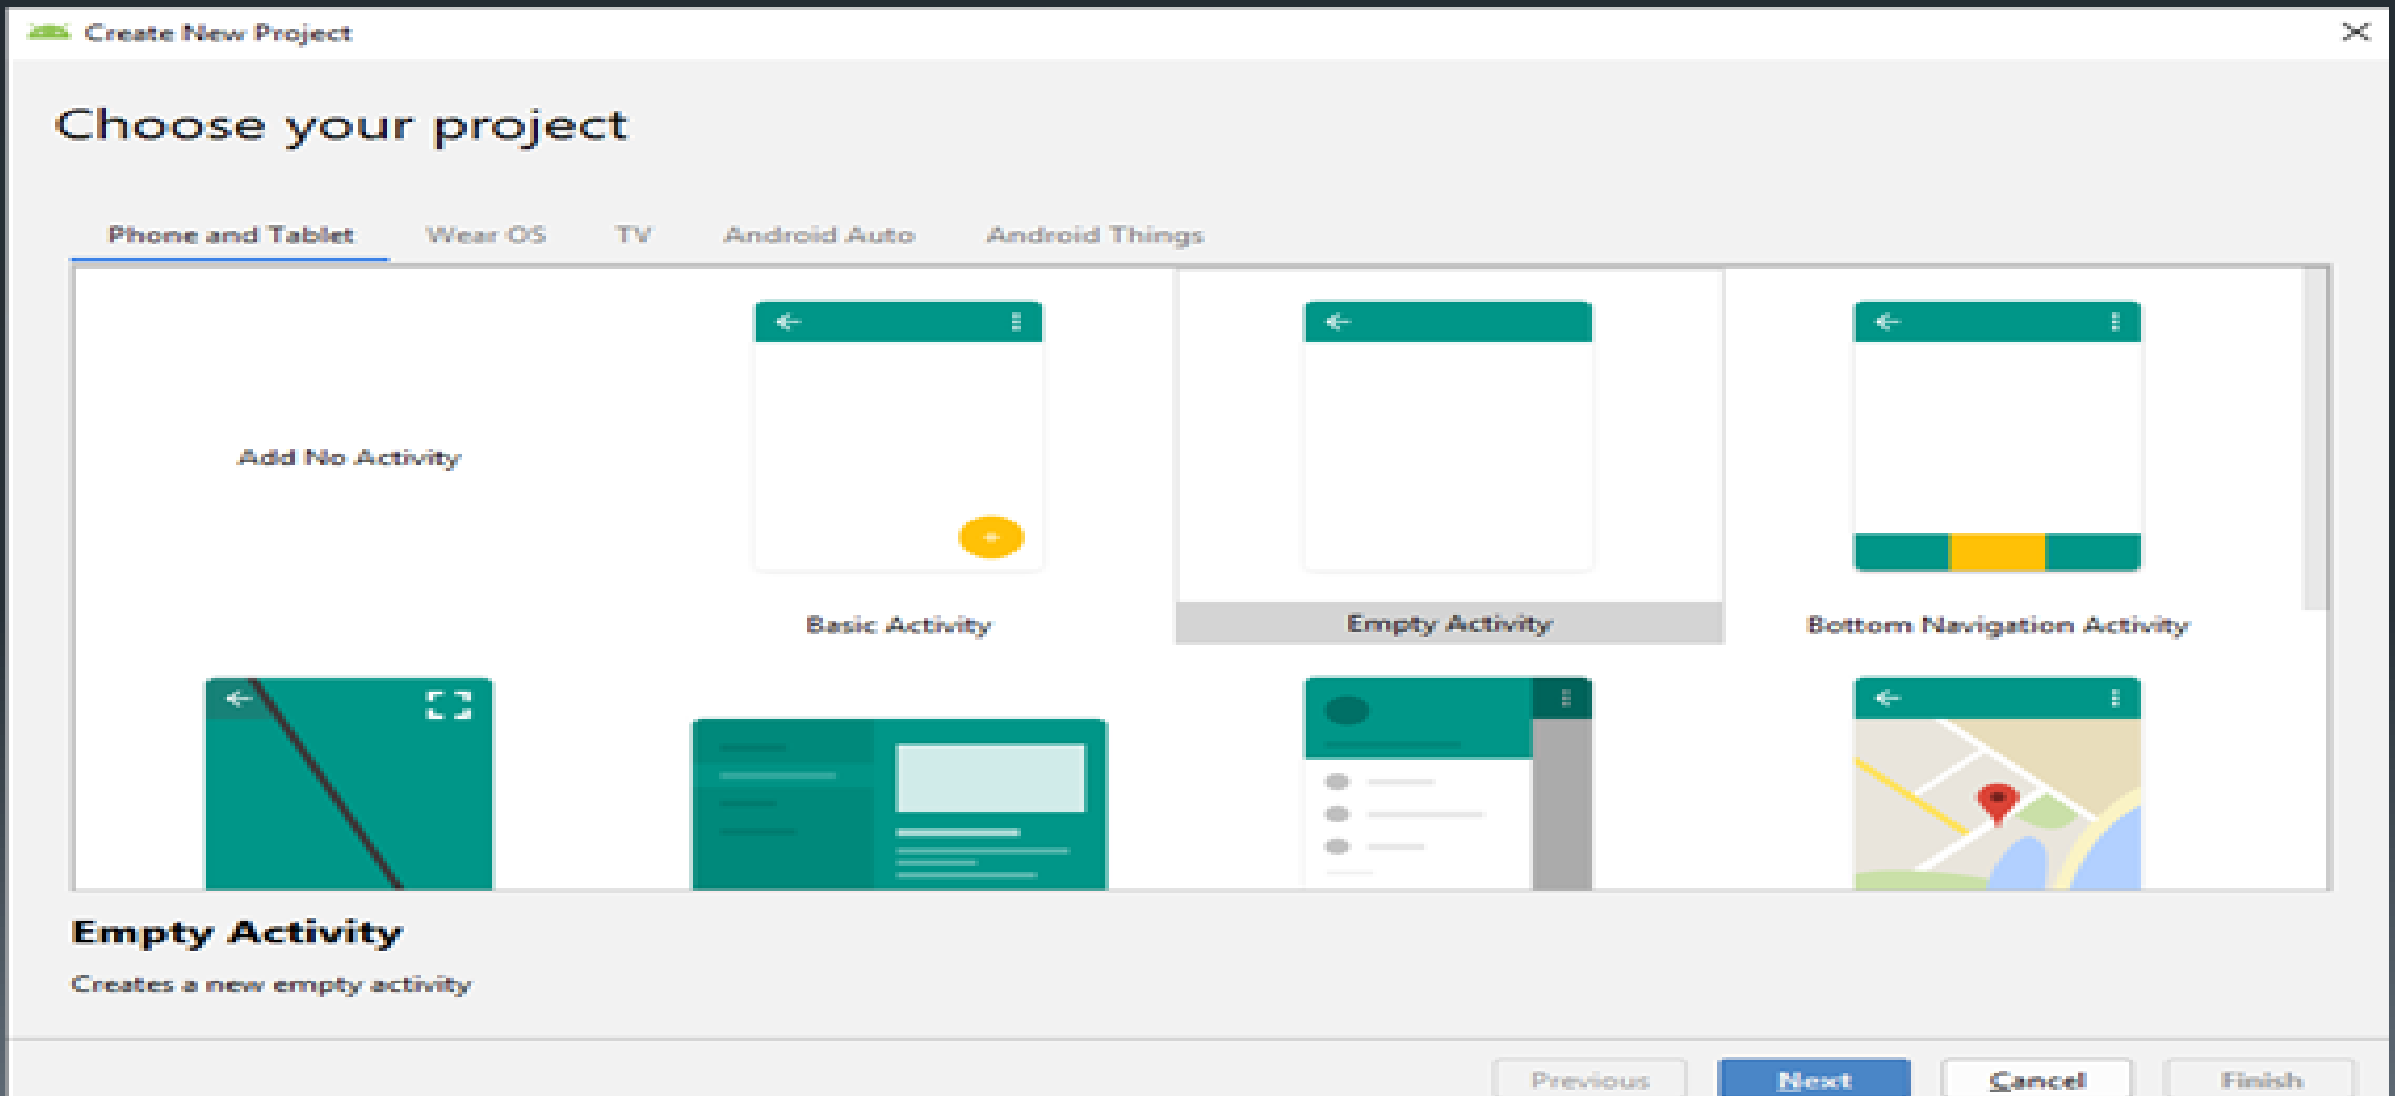 Create New Project
Choose your project
Phone and Tablet Wear OS TV Android Auto Android Things
Add No Activity
Basic Activity Empty Activity Bottom Navigation Activity
Empty Activity
Creates a new empty activity
Previous Next Cancel Finish